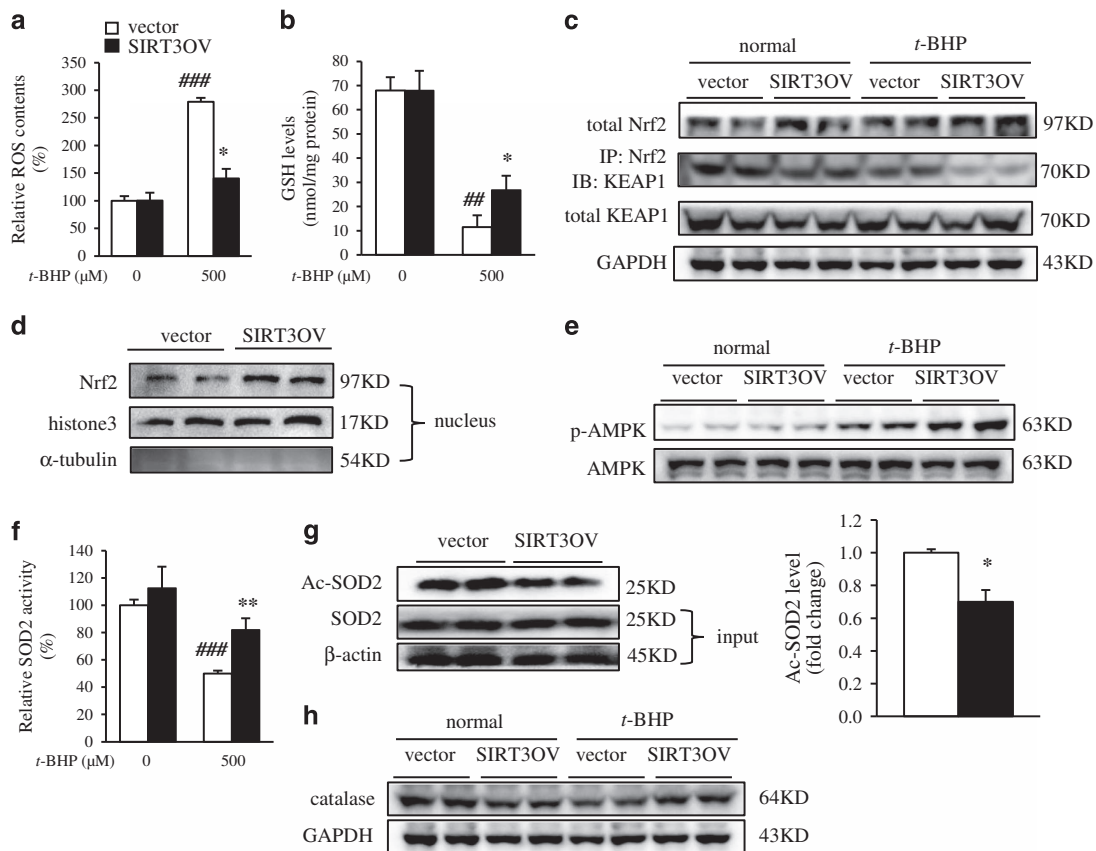 a
vector
SIRT3OV
Relative ROS contents
(%)
350
300
250
200
150
100
50
0
###
*
t-BHP (μM)
0
500
b
GSH levels
(nmol/mg protein)
80
70
60
50
40
30
20
10
0
##
*
t-BHP (μM)
0
500
c
normal
t-BHP
vector SIRT3OV vector SIRT3OV
total Nrf2 97KD
IP: Nrf2
IB: KEAP1 70KD
total KEAP1 70KD
GAPDH 43KD
d
vector SIRT3OV
Nrf2 97KD
histone3 17KD
α-tubulin 54KD
nucleus
e
normal
t-BHP
vector SIRT3OV vector SIRT3OV
p-AMPK 63KD
AMPK 63KD
f
Relative SOD2 activity
(%)
140
120
100
80
60
40
20
0
###
**
t-BHP (μM)
0
500
g
vector SIRT3OV
Ac-SOD2 25KD
SOD2 25KD
β-actin 45KD
input
Ac-SOD2 level
(fold change)
1.2
1.0
0.8
0.6
0.4
0.2
0.0
*
h
normal
t-BHP
vector SIRT3OV vector SIRT3OV
catalase 64KD
GAPDH 43KD